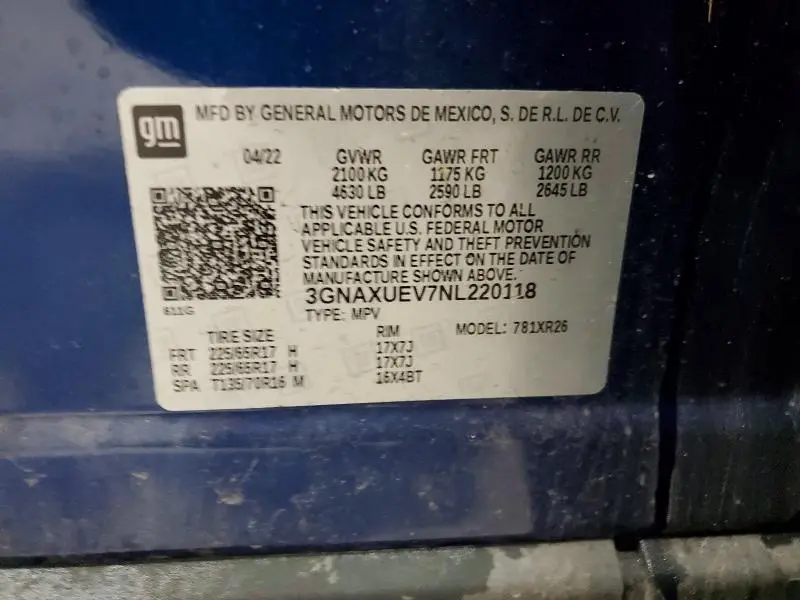 gm
MFD BY GENERAL MOTORS DE MEXICO, S. DE R.L. DE C.V.
04/22 GVWR GAWR FRT GAWR RR
2100 KG 1175 KG 1200 KG
4630 LB 2590 LB 2645 LB
THIS VEHICLE CONFORMS TO ALL
APPLICABLE U.S. FEDERAL MOTOR
VEHICLE SAFETY AND THEFT PREVENTION
STANDARDS IN EFFECT ON THE DATE OF
MANUFACTURE SHOWN ABOVE.
3GNAXUEV7NL220118
611G
TYPE: MPV MODEL: 781XR26
TIRE SIZE RIM
FRT 225/65R17 H 17X7J
RR 225/65R17 H 17X7J
SPA T135/70R16 M 16X4BT